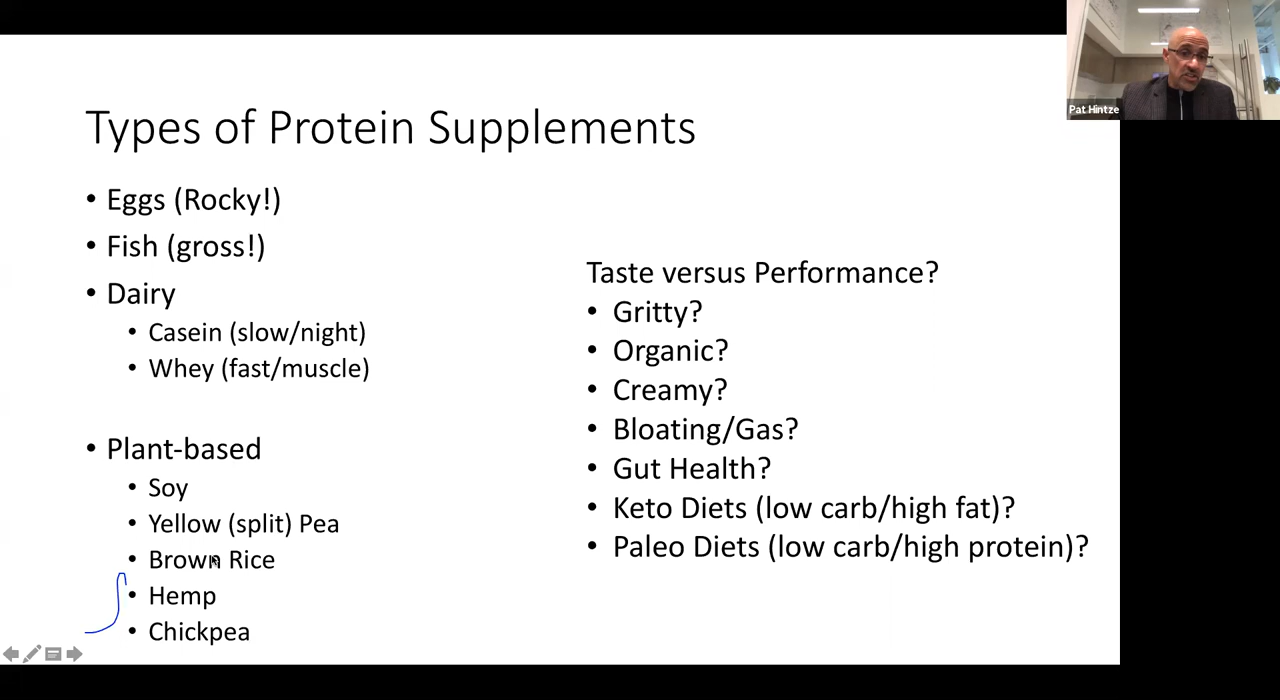 Types of Protein Supplements
• Eggs (Rocky!)
• Fish (gross!)
• Dairy
• Casein (slow/night)
• Whey (fast/muscle)
• Plant-based
• Soy
• Yellow (split) Pea
• Brown Rice
• Hemp
• Chickpea
Taste versus Performance?
• Gritty?
• Organic?
• Creamy?
• Bloating/Gas?
• Gut Health?
• Keto Diets (low carb/high fat)?
• Paleo Diets (low carb/high protein)?
Pat Hintze